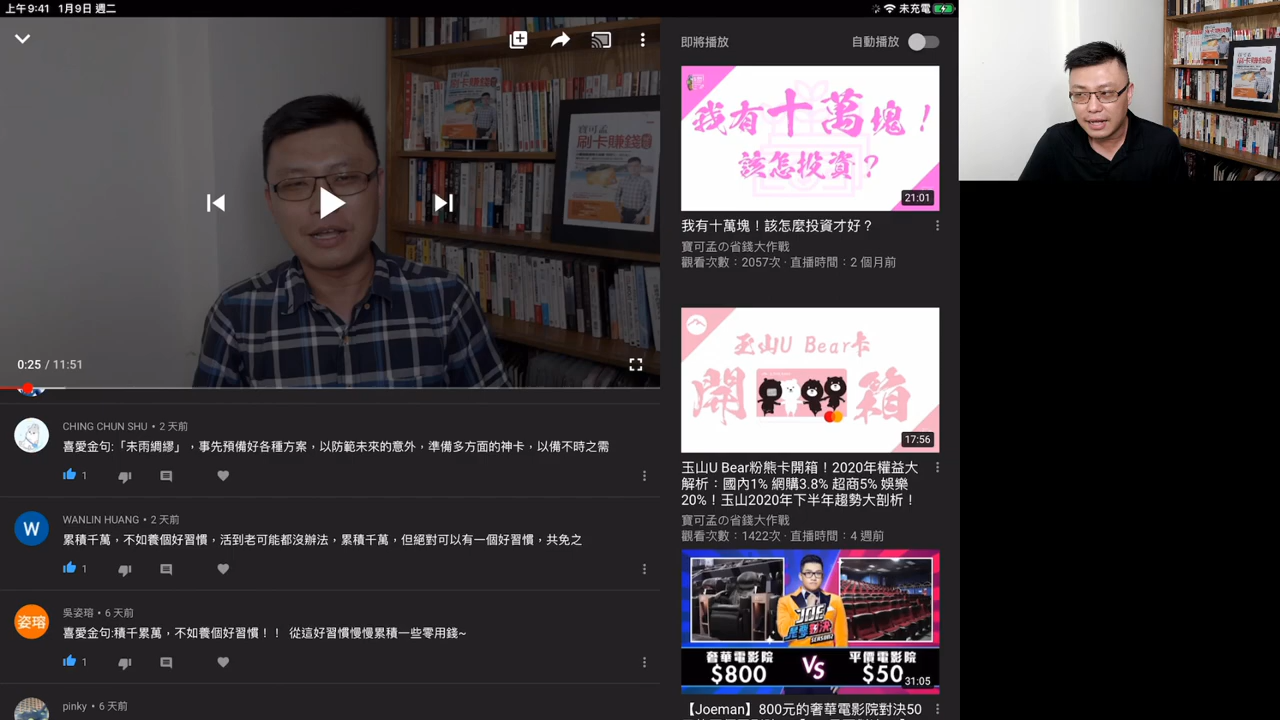 上午9:41 1月9日 週二
未充電
0:25 / 11:51
寶可孟
刷卡賺錢
CHING CHUN SHU • 2 天前
喜愛金句:「未雨綢繆」，事先預備好各種方案，以防範未來的意外，準備多方面的神卡，以備不時之需
1
W
WANLIN HUANG • 2 天前
累積千萬，不如養個好習慣，活到老可能都沒辦法，累積千萬，但絕對可以有一個好習慣，共免之
1
姿瑢
吳姿瑢 • 6 天前
喜愛金句:積千累萬，不如養個好習慣！！ 從這好習慣慢慢累積一些零用錢~
1
pinky • 6 天前
即將播放
自動播放
我有十萬塊！
該怎投資？
21:01
我有十萬塊！該怎麼投資才好？
寶可孟の省錢大作戰
觀看次數：2057次 · 直播時間：2 個月前
玉山U Bear卡
開箱
17:56
玉山U Bear粉熊卡開箱！2020年權益大
解析：國內1% 網購3.8% 超商5% 娛樂
20%！玉山2020年下半年趨勢大剖析！
寶可孟の省錢大作戰
觀看次數：1422次 · 直播時間：4 週前
JOE
是要對決
SEASON2
奢華電影院
$800
VS
平價電影院
$50
31:05
【Joeman】800元的奢華電影院對決50